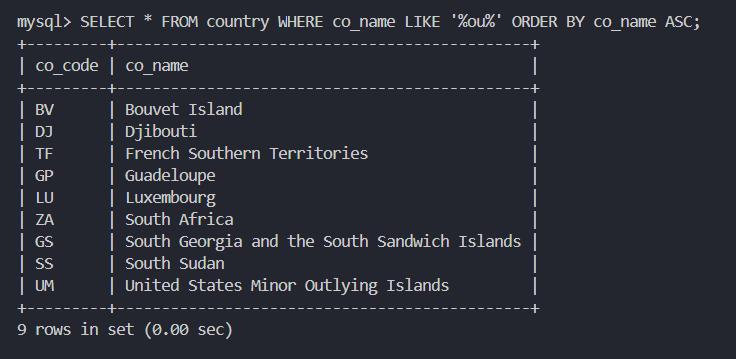 mysql> SELECT * FROM country WHERE co_name LIKE '%ou%' ORDER BY co_name ASC;
+---------+----------------------------------------------+
| co_code | co_name                                      |
+---------+----------------------------------------------+
| BV      | Bouvet Island                                |
| DJ      | Djibouti                                     |
| TF      | French Southern Territories                  |
| GP      | Guadeloupe                                   |
| LU      | Luxembourg                                   |
| ZA      | South Africa                                 |
| GS      | South Georgia and the South Sandwich Islands |
| SS      | South Sudan                                  |
| UM      | United States Minor Outlying Islands         |
+---------+----------------------------------------------+
9 rows in set (0.00 sec)